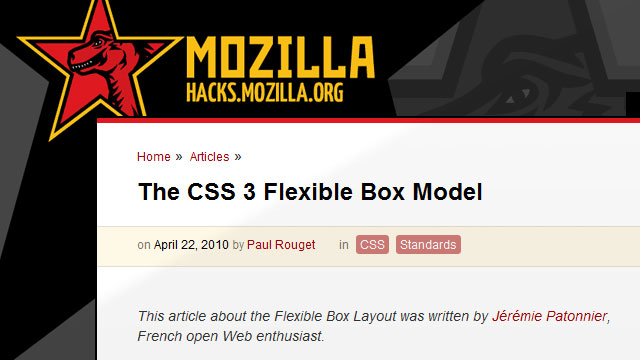 MOZILLA
HACKS.MOZILLA.ORG
Home » Articles »
The CSS 3 Flexible Box Model
on April 22, 2010 by Paul Rouget in CSS Standards
This article about the Flexible Box Layout was written by Jérémie Patonnier,
French open Web enthusiast.